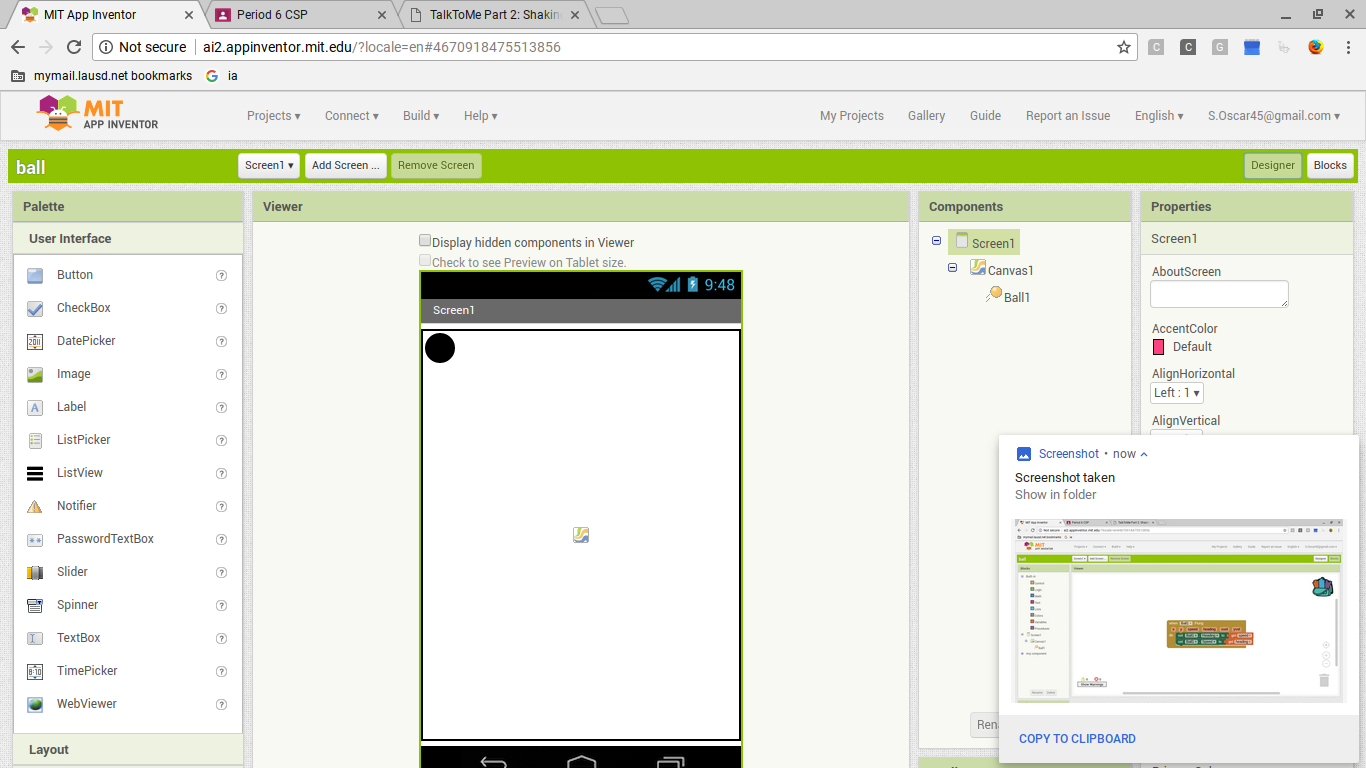 MIT App Inventor
Period 6 CSP
TalkToMe Part 2: Shakin
Not secure
ai2.appinventor.mit.edu/?locale=en#4670918475513856
C
C
G
mymail.lausd.net bookmarks
G ia
MIT
APP INVENTOR
Projects ▾
Connect ▾
Build ▾
Help ▾
My Projects
Gallery
Guide
Report an Issue
English ▾
S.Oscar45@gmail.com ▾
ball
Screen1 ▾
Add Screen ...
Remove Screen
Designer
Blocks
Palette
User Interface
Button ?
CheckBox ?
2011 DatePicker ?
Image ?
A Label ?
ListPicker ?
ListView ?
Notifier ?
PasswordTextBox ?
Slider ?
Spinner ?
TextBox ?
8:10 TimePicker ?
WebViewer ?
Layout
Viewer
Display hidden components in Viewer
Check to see Preview on Tablet size.
9:48
Screen1
Components
Screen1
Canvas1
Ball1
Properties
Screen1
AboutScreen
AccentColor
Default
AlignHorizontal
Left : 1 ▾
AlignVertical
Screenshot • now
Screenshot taken
Show in folder
COPY TO CLIPBOARD